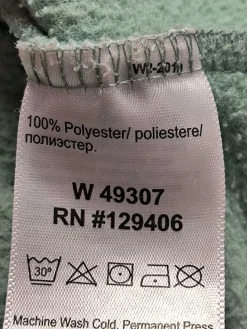 100% Polyester/ poliestere/
полиэстер.
W 49307
RN #129406
30°
Machine Wash Cold, Permanent Press